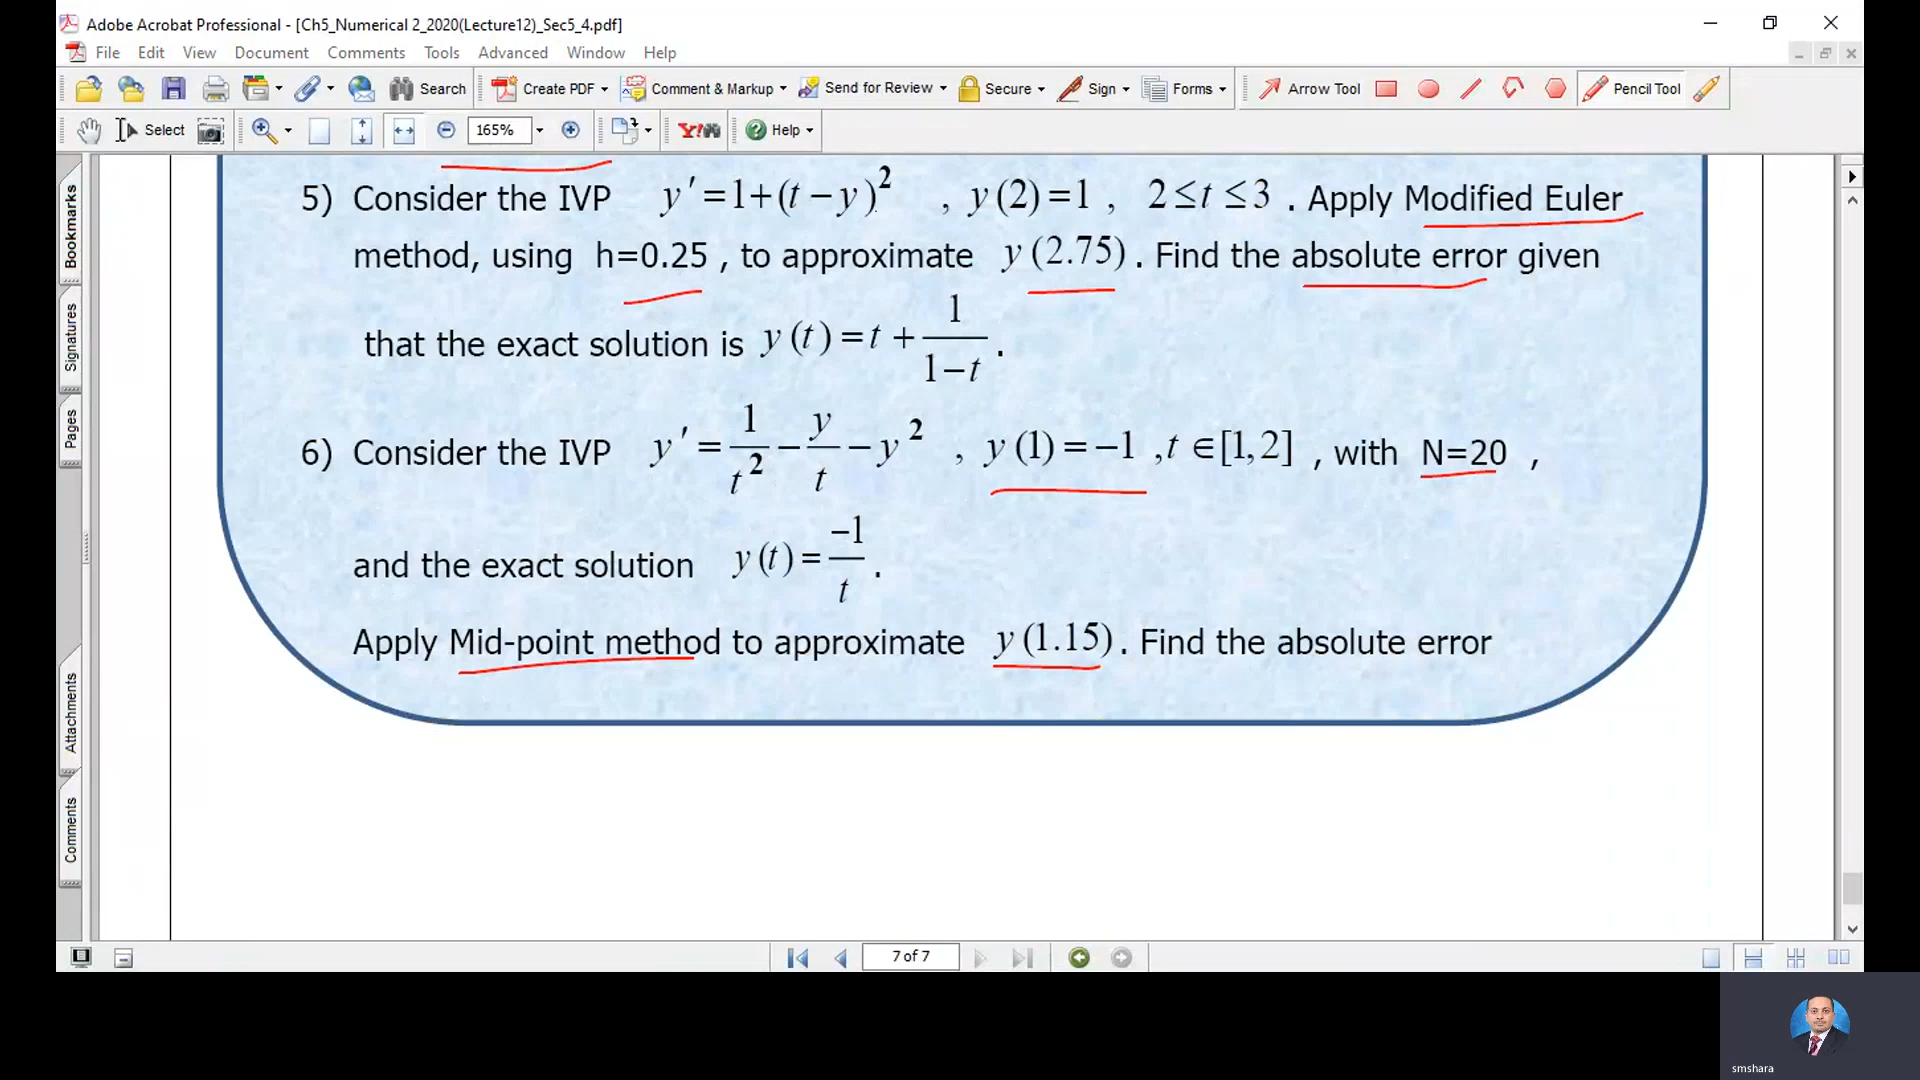 Adobe Acrobat Professional - [Ch5_Numerical 2_2020(Lecture12)_Sec5_4.pdf]
File Edit View Document Comments Tools Advanced Window Help
Search Create PDF Comment & Markup Send for Review Secure Sign Forms Arrow Tool Pencil Tool
Select 165% Y! Help
Bookmarks
Signatures
Pages
Attachments
Comments
5) Consider the IVP y′=1+(t−y)² , y(2)=1 , 2≤t≤3 . Apply Modified Euler
method, using h=0.25 , to approximate y(2.75) . Find the absolute error given
that the exact solution is y(t)=t+1/(1−t) .
6) Consider the IVP y′=1/t²−y/t−y² , y(1)=−1 ,t∈[1,2] , with N=20 ,
and the exact solution y(t)=−1/t .
Apply Mid-point method to approximate y(1.15) . Find the absolute error
7 of 7
smshara